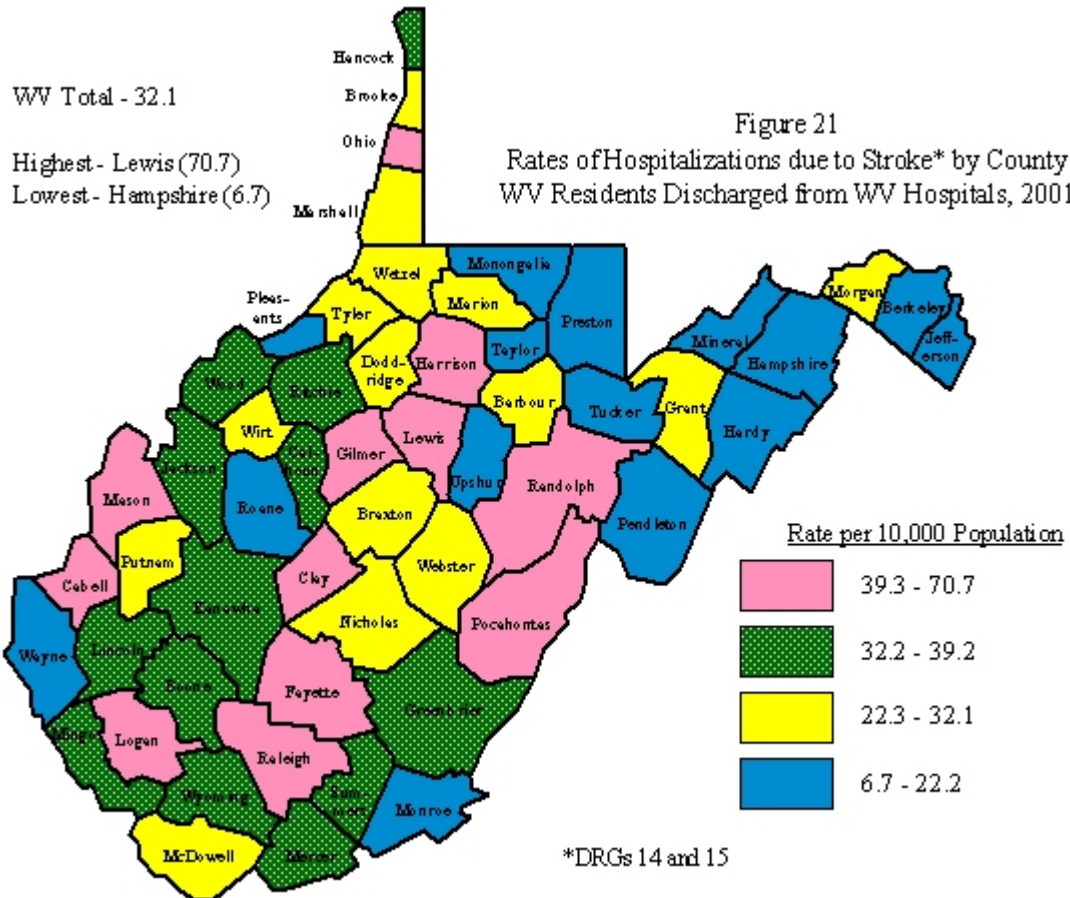 WV Total - 32.1
Highest - Lewis (70.7)
Lowest - Hampshire (6.7)
Figure 21
Rates of Hospitalizations due to Stroke* by County
WV Residents Discharged from WV Hospitals, 2001
Hancock
Brooke
Ohio
Marshall
Wetzel
Monongalia
Marion
Preston
Pleas-
ants
Tyler
Dodd-
ridge
Harrison
Taylor
Mineral
Hampshire
Morgan
Berkeley
Jeff-
erson
Wood
Ritchie
Barbour
Tucker
Grant
Hardy
Wirt
Cal-
houn
Gilmer
Lewis
Upshur
Randolph
Pendleton
Jackson
Roane
Mason
Braxton
Webster
Putnam
Clay
Cabell
Kanawha
Nicholas
Pocahontas
Wayne
Lincoln
Boone
Fayette
Greenbrier
Mingo
Logan
Raleigh
Wyoming
Sum-
mers
Monroe
McDowell
Mercer
Rate per 10,000 Population
39.3 - 70.7
32.2 - 39.2
22.3 - 32.1
6.7 - 22.2
*DRGs 14 and 15